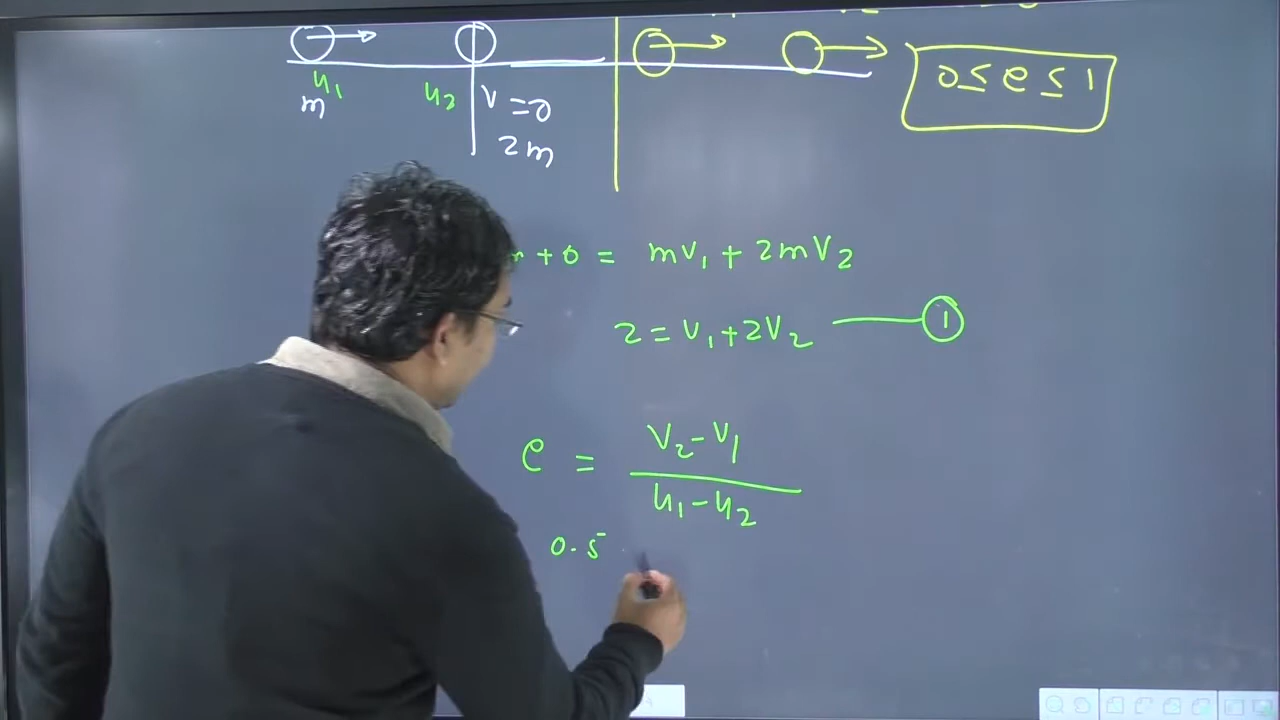 u₁ u₂ v = 0
m 2m
0 ≤ e ≤ 1
+ 0 = mv₁ + 2mv₂
2 = v₁ + 2v₂ ——— ①
e = (v₂ - v₁) / (u₁ - u₂)
0.5